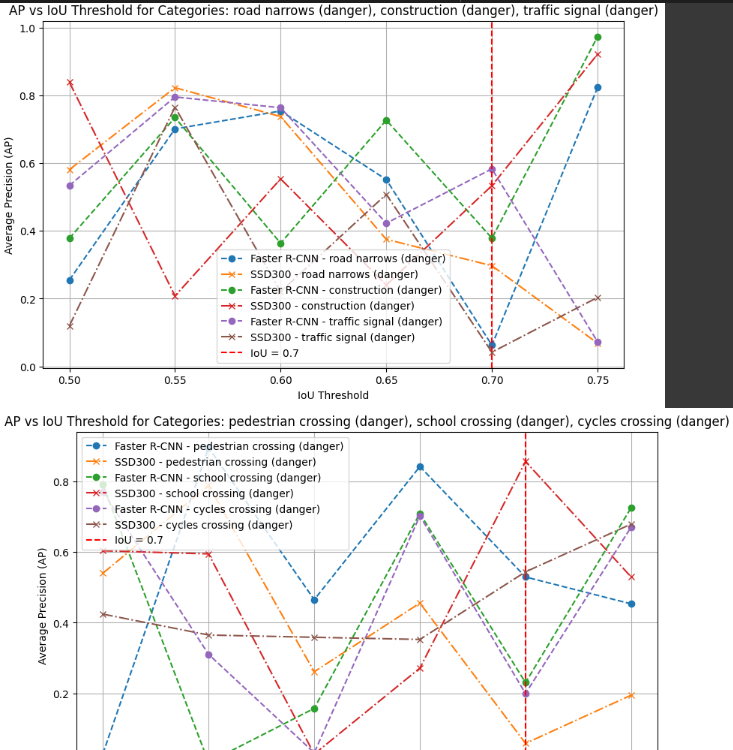 AP vs IoU Threshold for Categories: road narrows (danger), construction (danger), traffic signal (danger)
1.0
0.8
0.6
0.4
0.2
0.0
Average Precision (AP)
Faster R-CNN - road narrows (danger)
SSD300 - road narrows (danger)
Faster R-CNN - construction (danger)
SSD300 - construction (danger)
Faster R-CNN - traffic signal (danger)
SSD300 - traffic signal (danger)
IoU = 0.7
0.50 0.55 0.60 0.65 0.70 0.75
IoU Threshold
AP vs IoU Threshold for Categories: pedestrian crossing (danger), school crossing (danger), cycles crossing (danger)
Faster R-CNN - pedestrian crossing (danger)
SSD300 - pedestrian crossing (danger)
Faster R-CNN - school crossing (danger)
SSD300 - school crossing (danger)
Faster R-CNN - cycles crossing (danger)
SSD300 - cycles crossing (danger)
IoU = 0.7
0.8
0.6
0.4
0.2
Average Precision (AP)